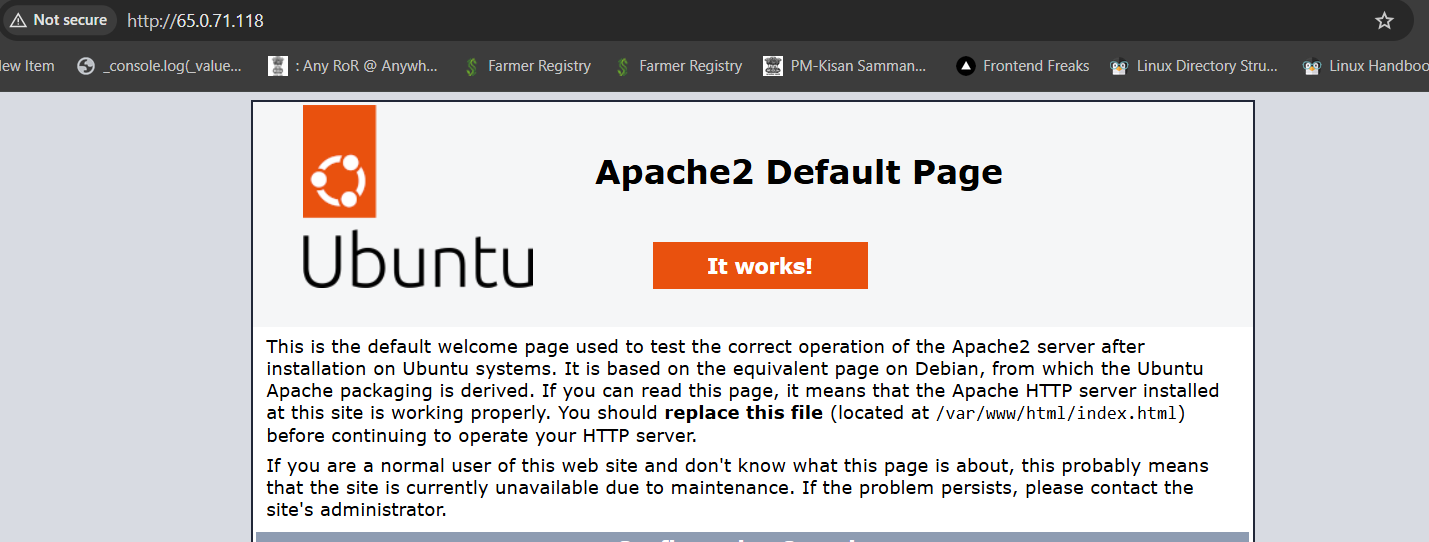 Not secure http://65.0.71.118
ew Item _console.log(_value... : Any RoR @ Anywh... Farmer Registry Farmer Registry PM-Kisan Samman... Frontend Freaks Linux Directory Stru... Linux Handboo
Apache2 Default Page
Ubuntu
It works!
This is the default welcome page used to test the correct operation of the Apache2 server after
installation on Ubuntu systems. It is based on the equivalent page on Debian, from which the Ubuntu
Apache packaging is derived. If you can read this page, it means that the Apache HTTP server installed
at this site is working properly. You should replace this file (located at /var/www/html/index.html)
before continuing to operate your HTTP server.
If you are a normal user of this web site and don't know what this page is about, this probably means
that the site is currently unavailable due to maintenance. If the problem persists, please contact the
site's administrator.